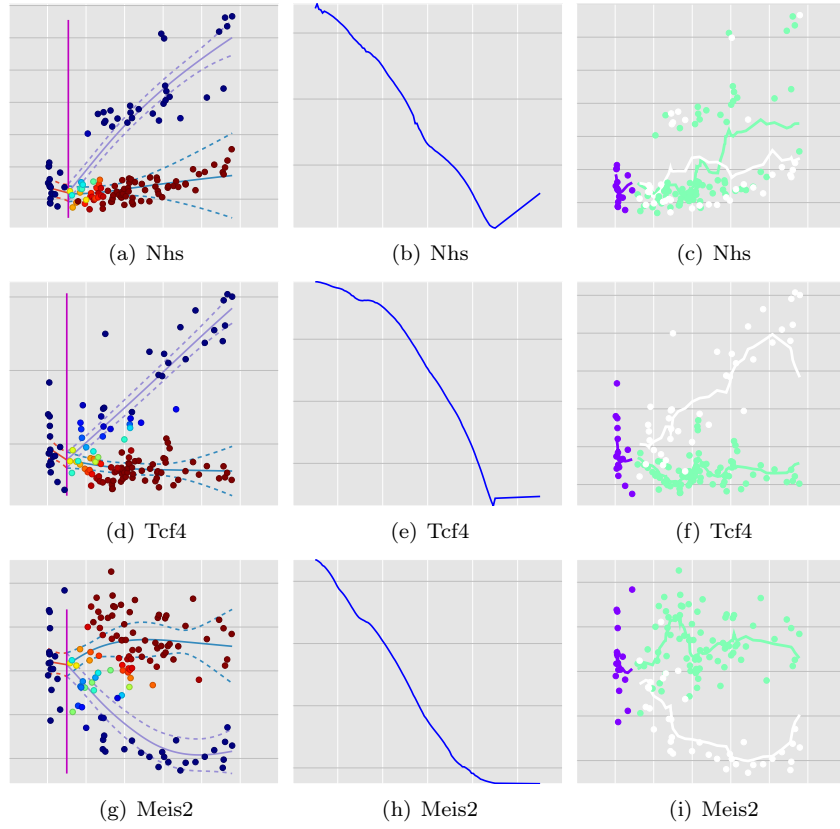 (a) Nhs
(b) Nhs
(c) Nhs
(d) Tcf4
(e) Tcf4
(f) Tcf4
(g) Meis2
(h) Meis2
(i) Meis2